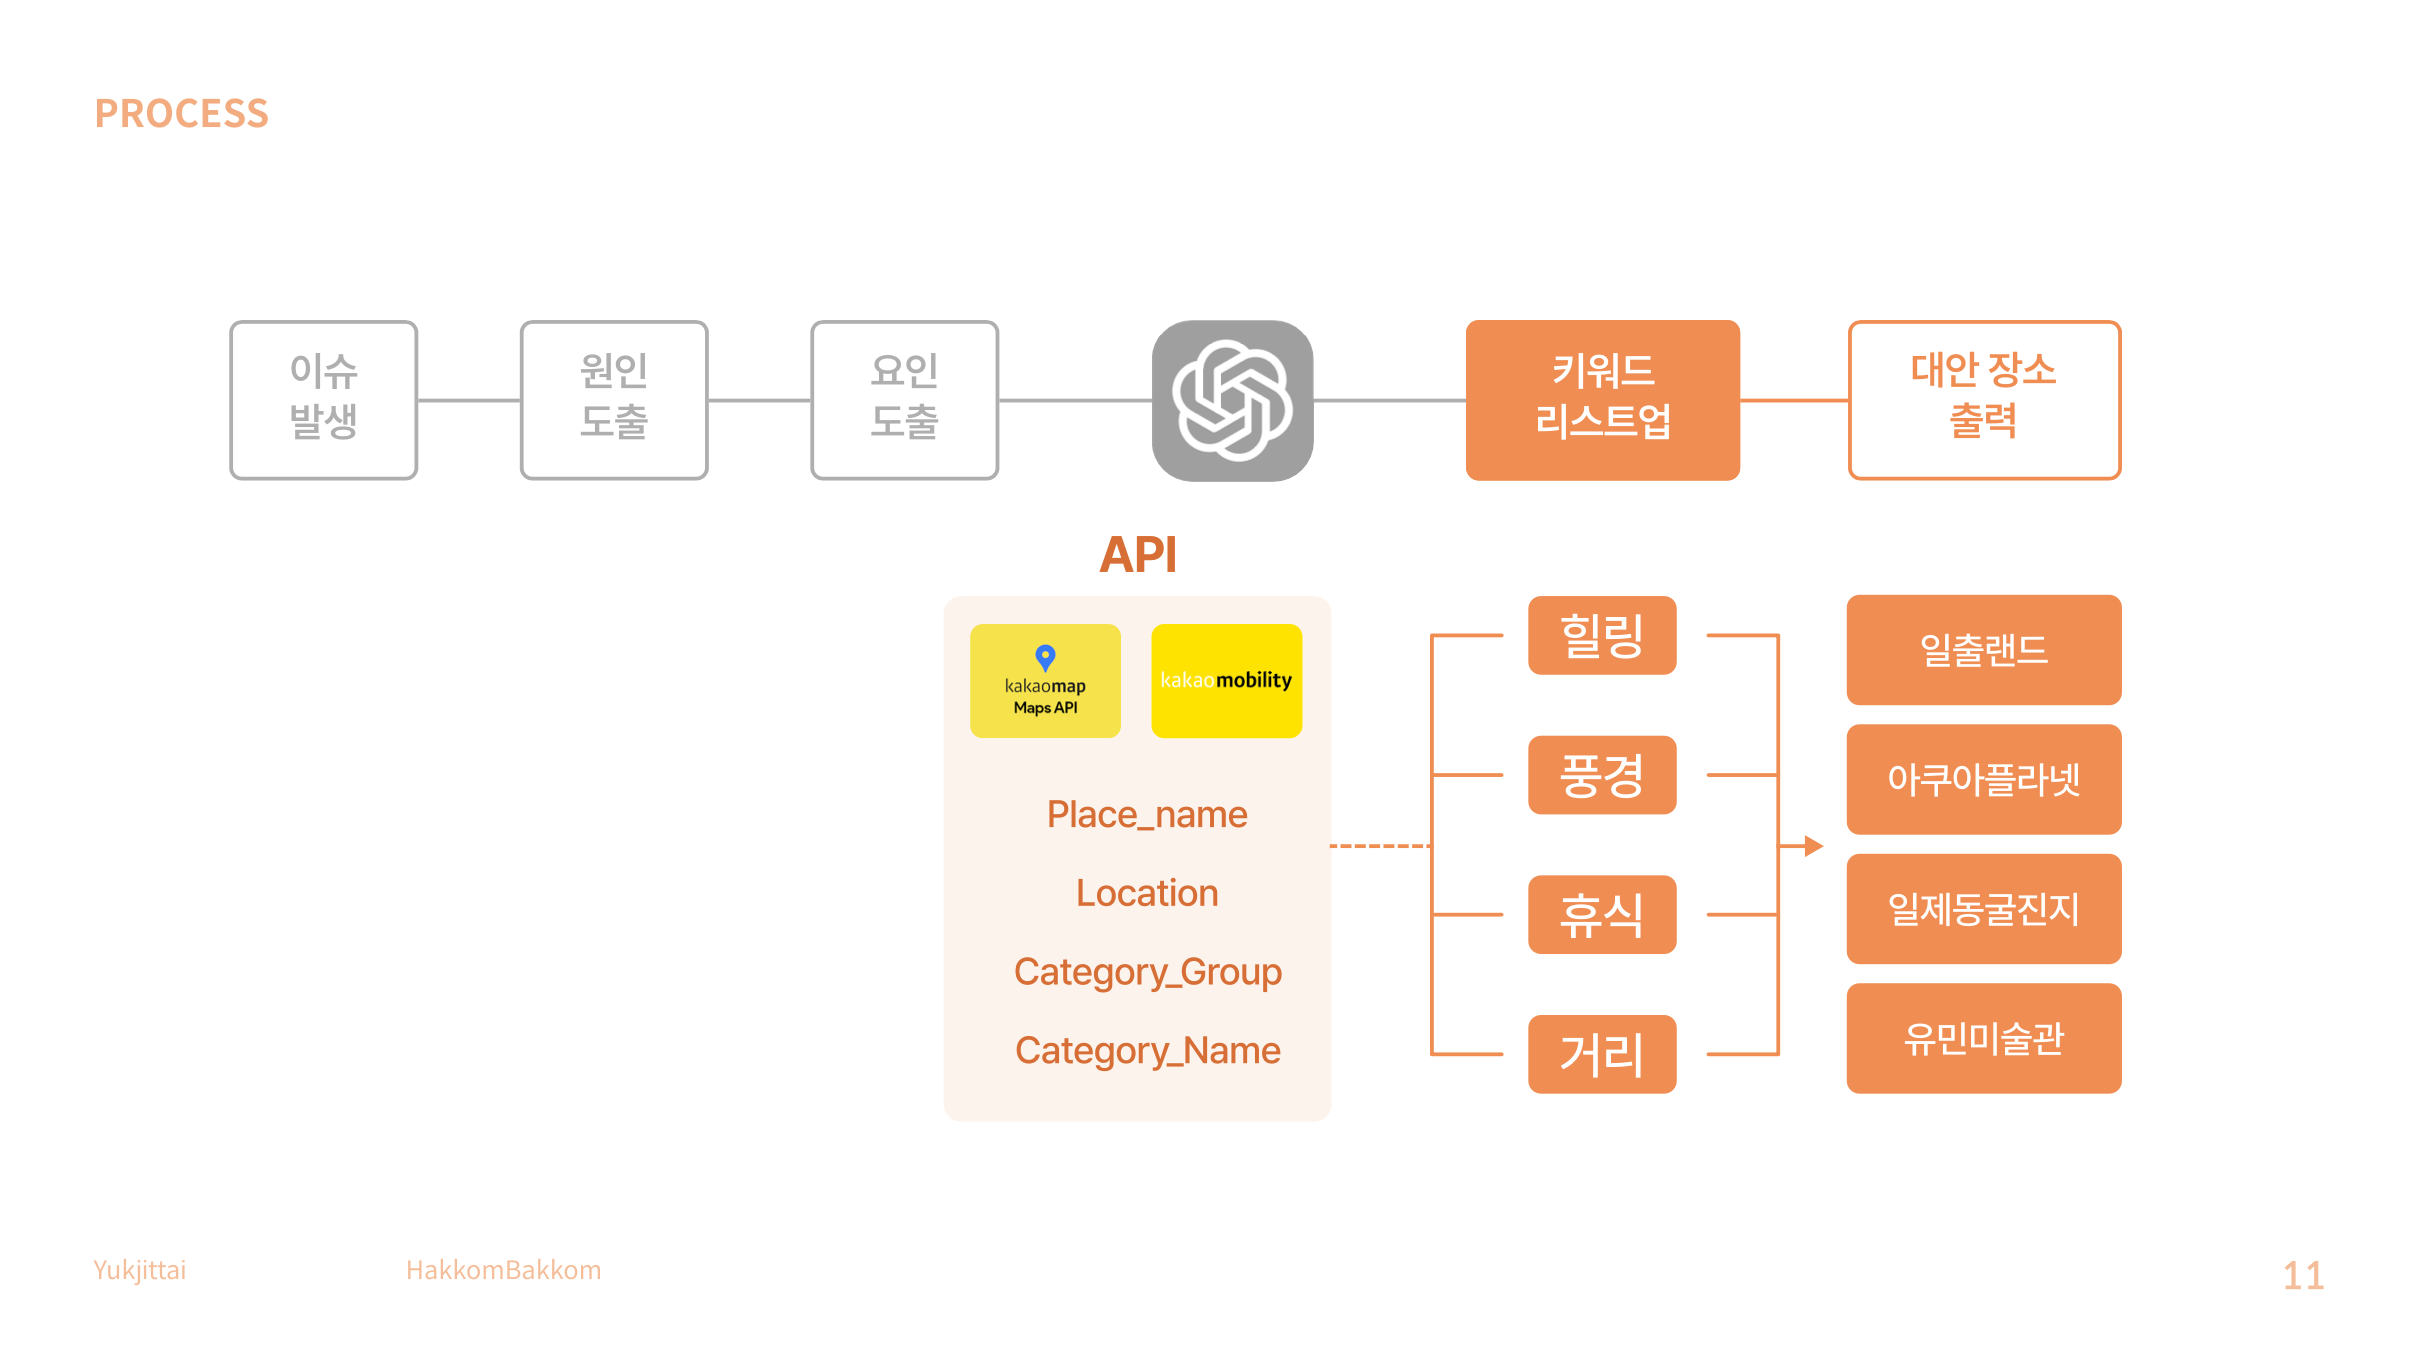 PROCESS
이슈
발생
원인
도출
요인
도출
키워드
리스트업
대안 장소
출력
API
kakaomap
Maps API
kakaomobility
Place_name
Location
Category_Group
Category_Name
힐링
풍경
휴식
거리
일출랜드
아쿠아플라넷
일제동굴진지
유민미술관
Yukjittai
HakkomBakkom
11